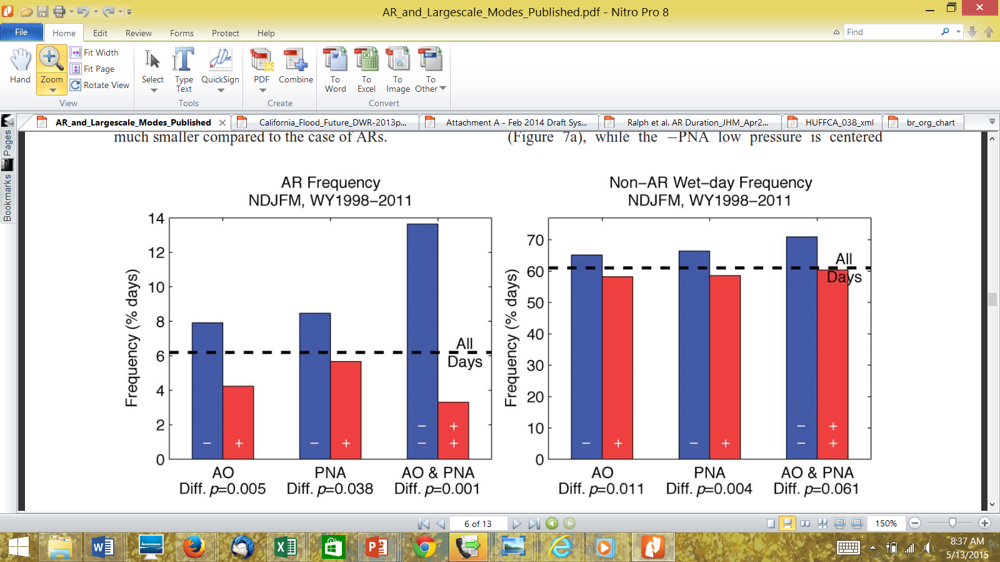 AR_and_Largescale_Modes_Published.pdf - Nitro Pro 8
File Home Edit Review Forms Protect Help
Find
Hand
Zoom
Fit Width
Fit Page
Rotate View
View
Select
Type Text
QuickSign
Tools
PDF
Combine
Create
To Word
To Excel
To Image
To Other
Convert
AR_and_Largescale_Modes_Published
California_Flood_Future_DWR-2013p...
Attachment A - Feb 2014 Draft Sys...
Ralph et al. AR Duration_JHM_Apr2...
HUFFCA_038_xml
br_org_chart
Pages
Bookmarks
much smaller compared to the case of ARs.
(Figure 7a), while the −PNA low pressure is centered
AR Frequency
NDJFM, WY1998−2011
Frequency (% days)
14
12
10
8
6
4
2
0
All
Days
− + − + − + − +
AO
Diff. p=0.005
PNA
Diff. p=0.038
AO & PNA
Diff. p=0.001
Non−AR Wet−day Frequency
NDJFM, WY1998−2011
Frequency (% days)
70
60
50
40
30
20
10
0
All
Days
− + − + − + − +
AO
Diff. p=0.011
PNA
Diff. p=0.004
AO & PNA
Diff. p=0.061
6 of 13
150%
8:37 AM
5/13/2015